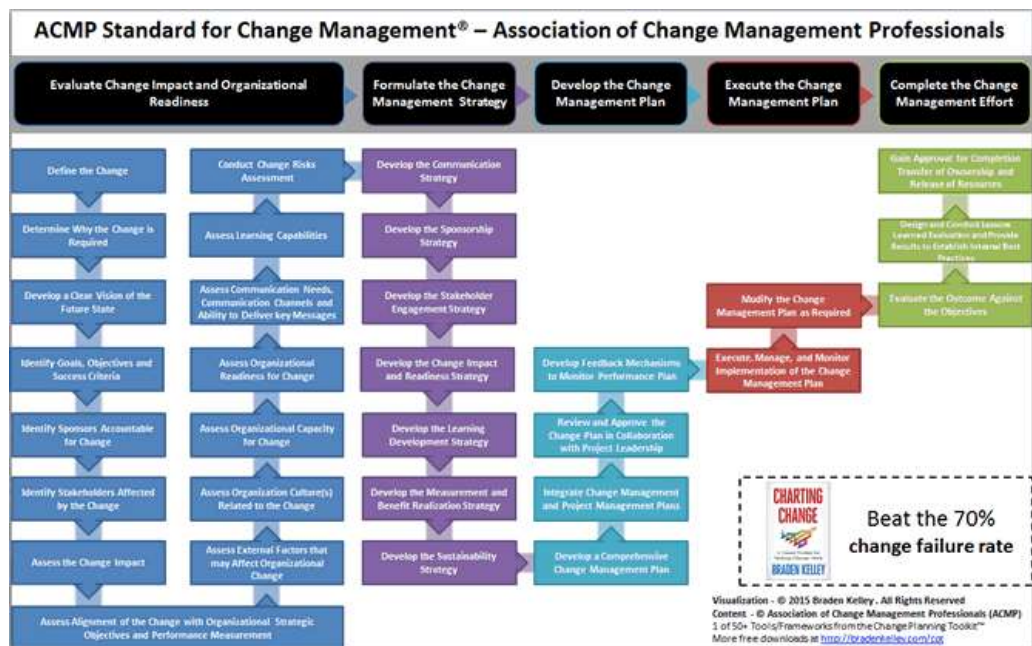 ACMP Standard for Change Management® – Association of Change Management Professionals
Evaluate Change Impact and Organizational
Readiness
Formulate the Change
Management Strategy
Develop the Change
Management Plan
Execute the Change
Management Plan
Complete the Change
Management Effort
Define the Change
Determine Why the Change is
Required
Develop a Clear Vision of the
Future State
Identify Goals, Objectives and
Success Criteria
Identify Sponsors Accountable
for Change
Identify Stakeholders Affected
by the Change
Assess the Change Impact
Assess Alignment of the Change with Organizational Strategic
Objectives and Performance Measurement
Assess External Factors that
may Affect Organizational
Change
Assess Organization Culture(s)
Related to the Change
Assess Organizational Capacity
for Change
Assess Organizational
Readiness for Change
Assess Communication Needs,
Communication Channels and
Ability to Deliver key Messages
Assess Learning Capabilities
Conduct Change Risks
Assessment
Develop the Communication
Strategy
Develop the Sponsorship
Strategy
Develop the Stakeholder
Engagement Strategy
Develop the Change Impact
and Readiness Strategy
Develop the Learning
Development Strategy
Develop the Measurement and
Benefit Realization Strategy
Develop the Sustainability
Strategy
Develop a Comprehensive
Change Management Plan
Integrate Change Management
and Project Management Plans
Review and Approve the
Change Plan in Collaboration
with Project Leadership
Develop Feedback Mechanisms
to Monitor Performance Plan
Execute, Manage, and Monitor
Implementation of the Change
Management Plan
Modify the Change
Management Plan as Required
Evaluate the Outcome Against
the Objectives
Design and Conduct Lessons
Learned Evaluation and Provide
Results to Establish Internal Best
Practices
Gain Approval for Completion
Transfer of Ownership and
Release of Resources
CHARTING
CHANGE
BRADEN KELLEY
Beat the 70%
change failure rate
Visualization - © 2015 Braden Kelley. All Rights Reserved
Content - © Association of Change Management Professionals (ACMP)
1 of 50+ Tools/Frameworks from the Change Planning Toolkit™
More free downloads at http://bradenkelley.com/cpt